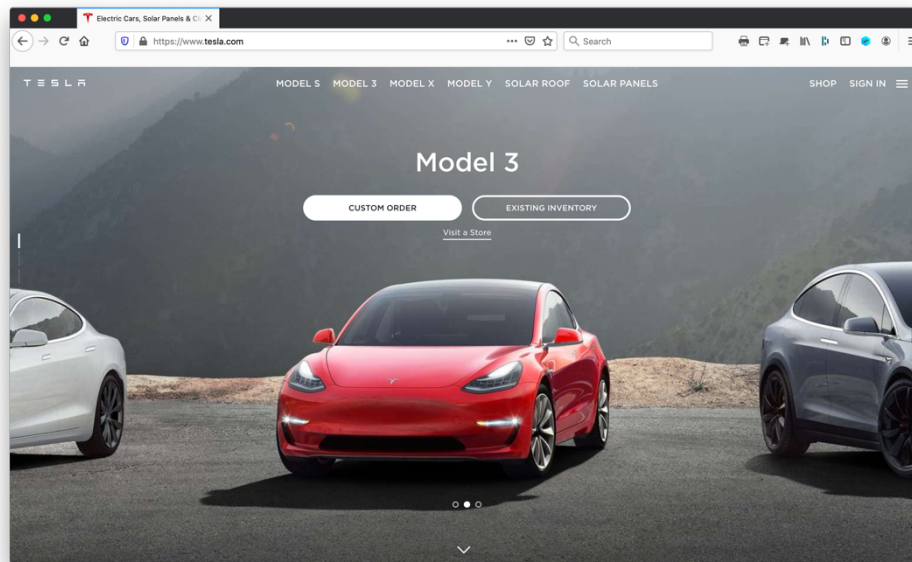 Electric Cars, Solar Panels & Cl
https://www.tesla.com
Search
TESLA
MODEL S MODEL 3 MODEL X MODEL Y SOLAR ROOF SOLAR PANELS
SHOP SIGN IN
Model 3
CUSTOM ORDER
EXISTING INVENTORY
Visit a Store